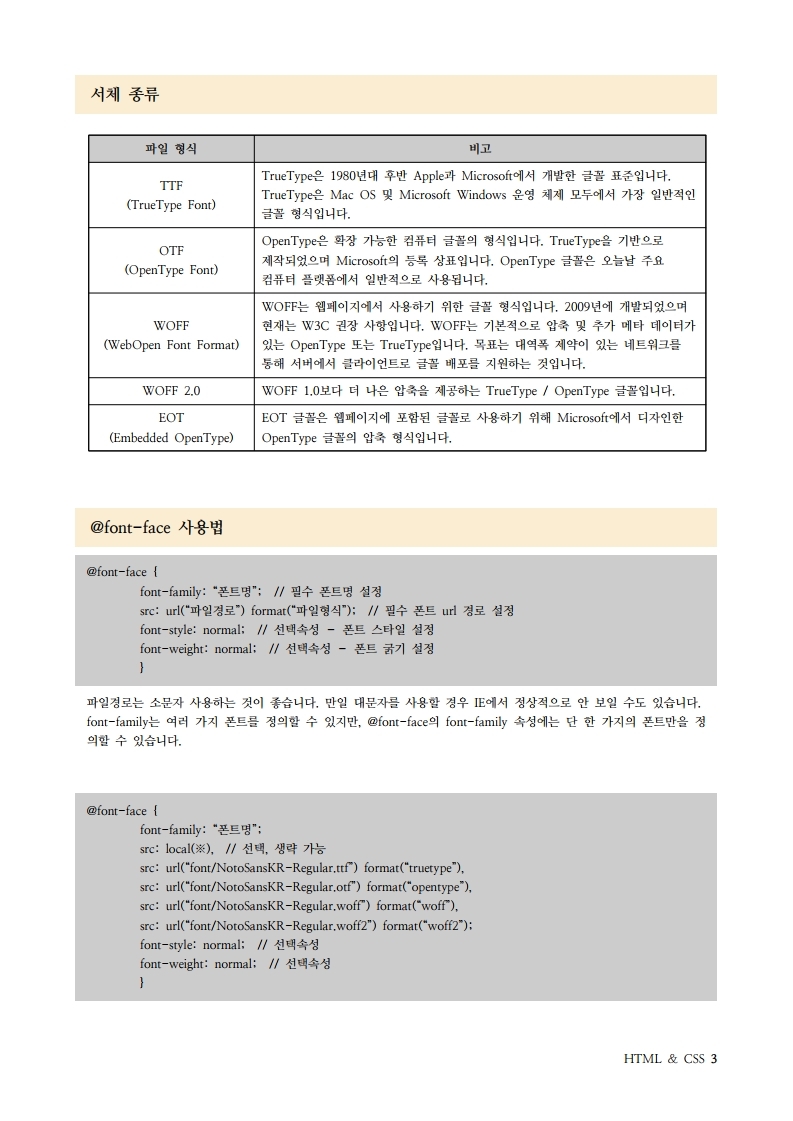 서체 종류
파일 형식 비고
TTF
(TrueType Font)
TrueType은 1980년대 후반 Apple과 Microsoft에서 개발한 글꼴 표준입니다.
TrueType은 Mac OS 및 Microsoft Windows 운영 체제 모두에서 가장 일반적인
글꼴 형식입니다.
OTF
(OpenType Font)
OpenType은 확장 가능한 컴퓨터 글꼴의 형식입니다. TrueType을 기반으로
제작되었으며 Microsoft의 등록 상표입니다. OpenType 글꼴은 오늘날 주요
컴퓨터 플랫폼에서 일반적으로 사용됩니다.
WOFF
(WebOpen Font Format)
WOFF는 웹페이지에서 사용하기 위한 글꼴 형식입니다. 2009년에 개발되었으며
현재는 W3C 권장 사항입니다. WOFF는 기본적으로 압축 및 추가 메타 데이터가
있는 OpenType 또는 TrueType입니다. 목표는 대역폭 제약이 있는 네트워크를
통해 서버에서 클라이언트로 글꼴 배포를 지원하는 것입니다.
WOFF 2.0
WOFF 1.0보다 더 나은 압축을 제공하는 TrueType / OpenType 글꼴입니다.
EOT
(Embedded OpenType)
EOT 글꼴은 웹페이지에 포함된 글꼴로 사용하기 위해 Microsoft에서 디자인한
OpenType 글꼴의 압축 형식입니다.
@font-face 사용법
@font-face {
font-family: “폰트명”; // 필수 폰트명 설정
src: url(“파일경로”) format(“파일형식”); // 필수 폰트 url 경로 설정
font-style: normal; // 선택속성 - 폰트 스타일 설정
font-weight: normal; // 선택속성 - 폰트 굵기 설정
}
파일경로는 소문자 사용하는 것이 좋습니다. 만일 대문자를 사용할 경우 IE에서 정상적으로 안 보일 수도 있습니다.
font-family는 여러 가지 폰트를 정의할 수 있지만, @font-face의 font-family 속성에는 단 한 가지의 폰트만을 정
의할 수 있습니다.
@font-face {
font-family: “폰트명”;
src: local(※), // 선택, 생략 가능
src: url(“font/NotoSansKR-Regular.ttf”) format(“truetype”),
src: url(“font/NotoSansKR-Regular.otf”) format(“opentype”),
src: url(“font/NotoSansKR-Regular.woff”) format(“woff”),
src: url(“font/NotoSansKR-Regular.woff2”) format(“woff2”);
font-style: normal; // 선택속성
font-weight: normal; // 선택속성
}
HTML & CSS 3